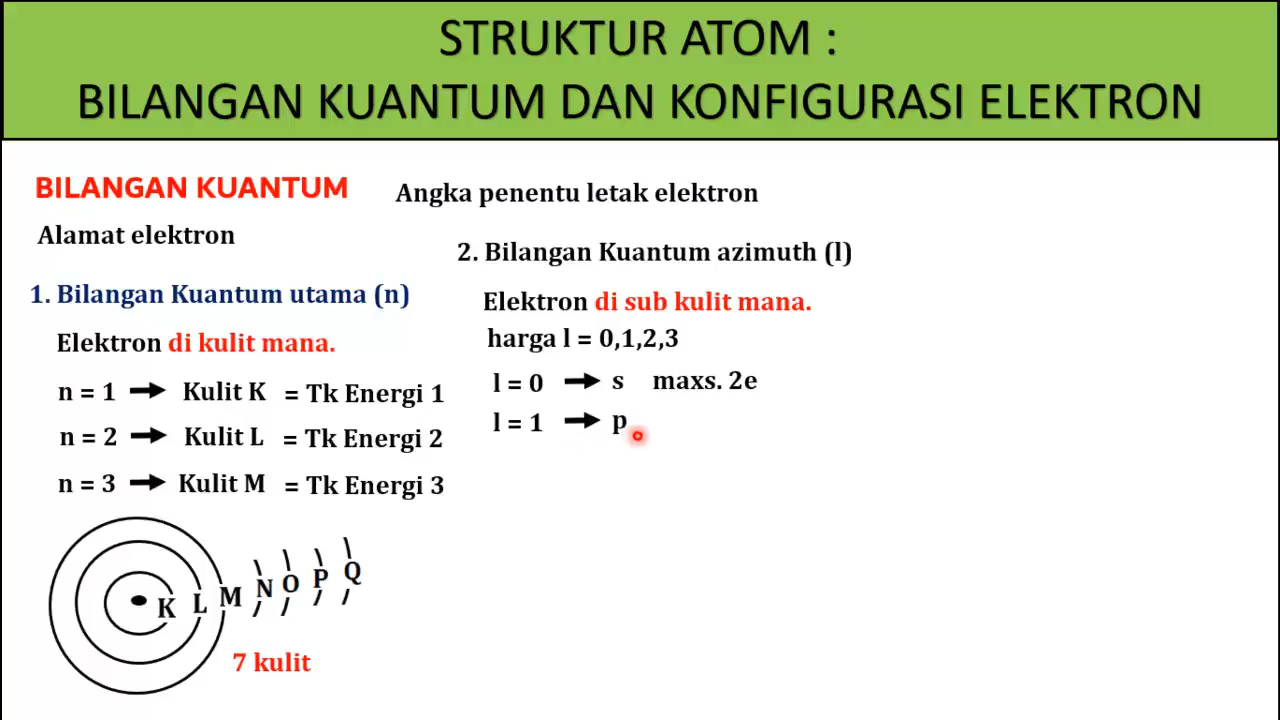 STRUKTUR ATOM :
BILANGAN KUANTUM DAN KONFIGURASI ELEKTRON
BILANGAN KUANTUM
Angka penentu letak elektron
Alamat elektron
1. Bilangan Kuantum utama (n)
Elektron di kulit mana.
n = 1 → Kulit K = Tk Energi 1
n = 2 → Kulit L = Tk Energi 2
n = 3 → Kulit M = Tk Energi 3
K L M N O P Q
7 kulit
2. Bilangan Kuantum azimuth (l)
Elektron di sub kulit mana.
harga l = 0,1,2,3
l = 0 → s maxs. 2e
l = 1 → p